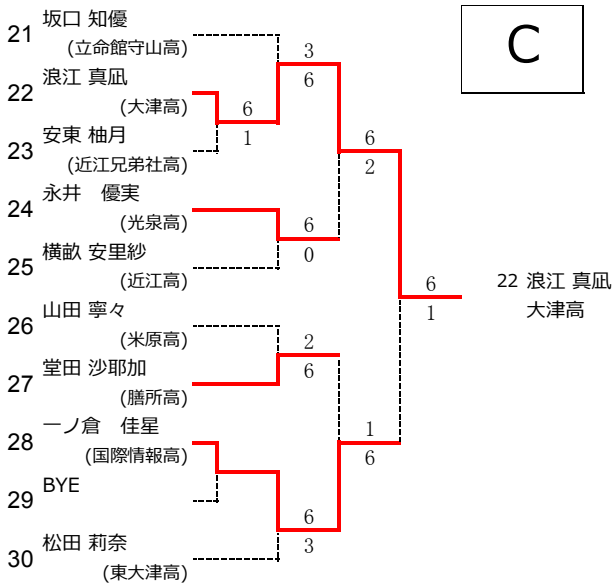 C
21 坂口 知優
(立命館守山高)
22 浪江 真凪
(大津高)
23 安東 柚月
(近江兄弟社高)
24 永井　優実
(光泉高)
25 横畝 安里紗
(近江高)
26 山田 寧々
(米原高)
27 堂田 沙耶加
(膳所高)
28 一ノ倉　佳星
(国際情報高)
29 BYE
30 松田 莉奈
(東大津高)
6
1
3
6
6
0
2
6
6
3
6
2
1
6
6
1
22 浪江 真凪
大津高